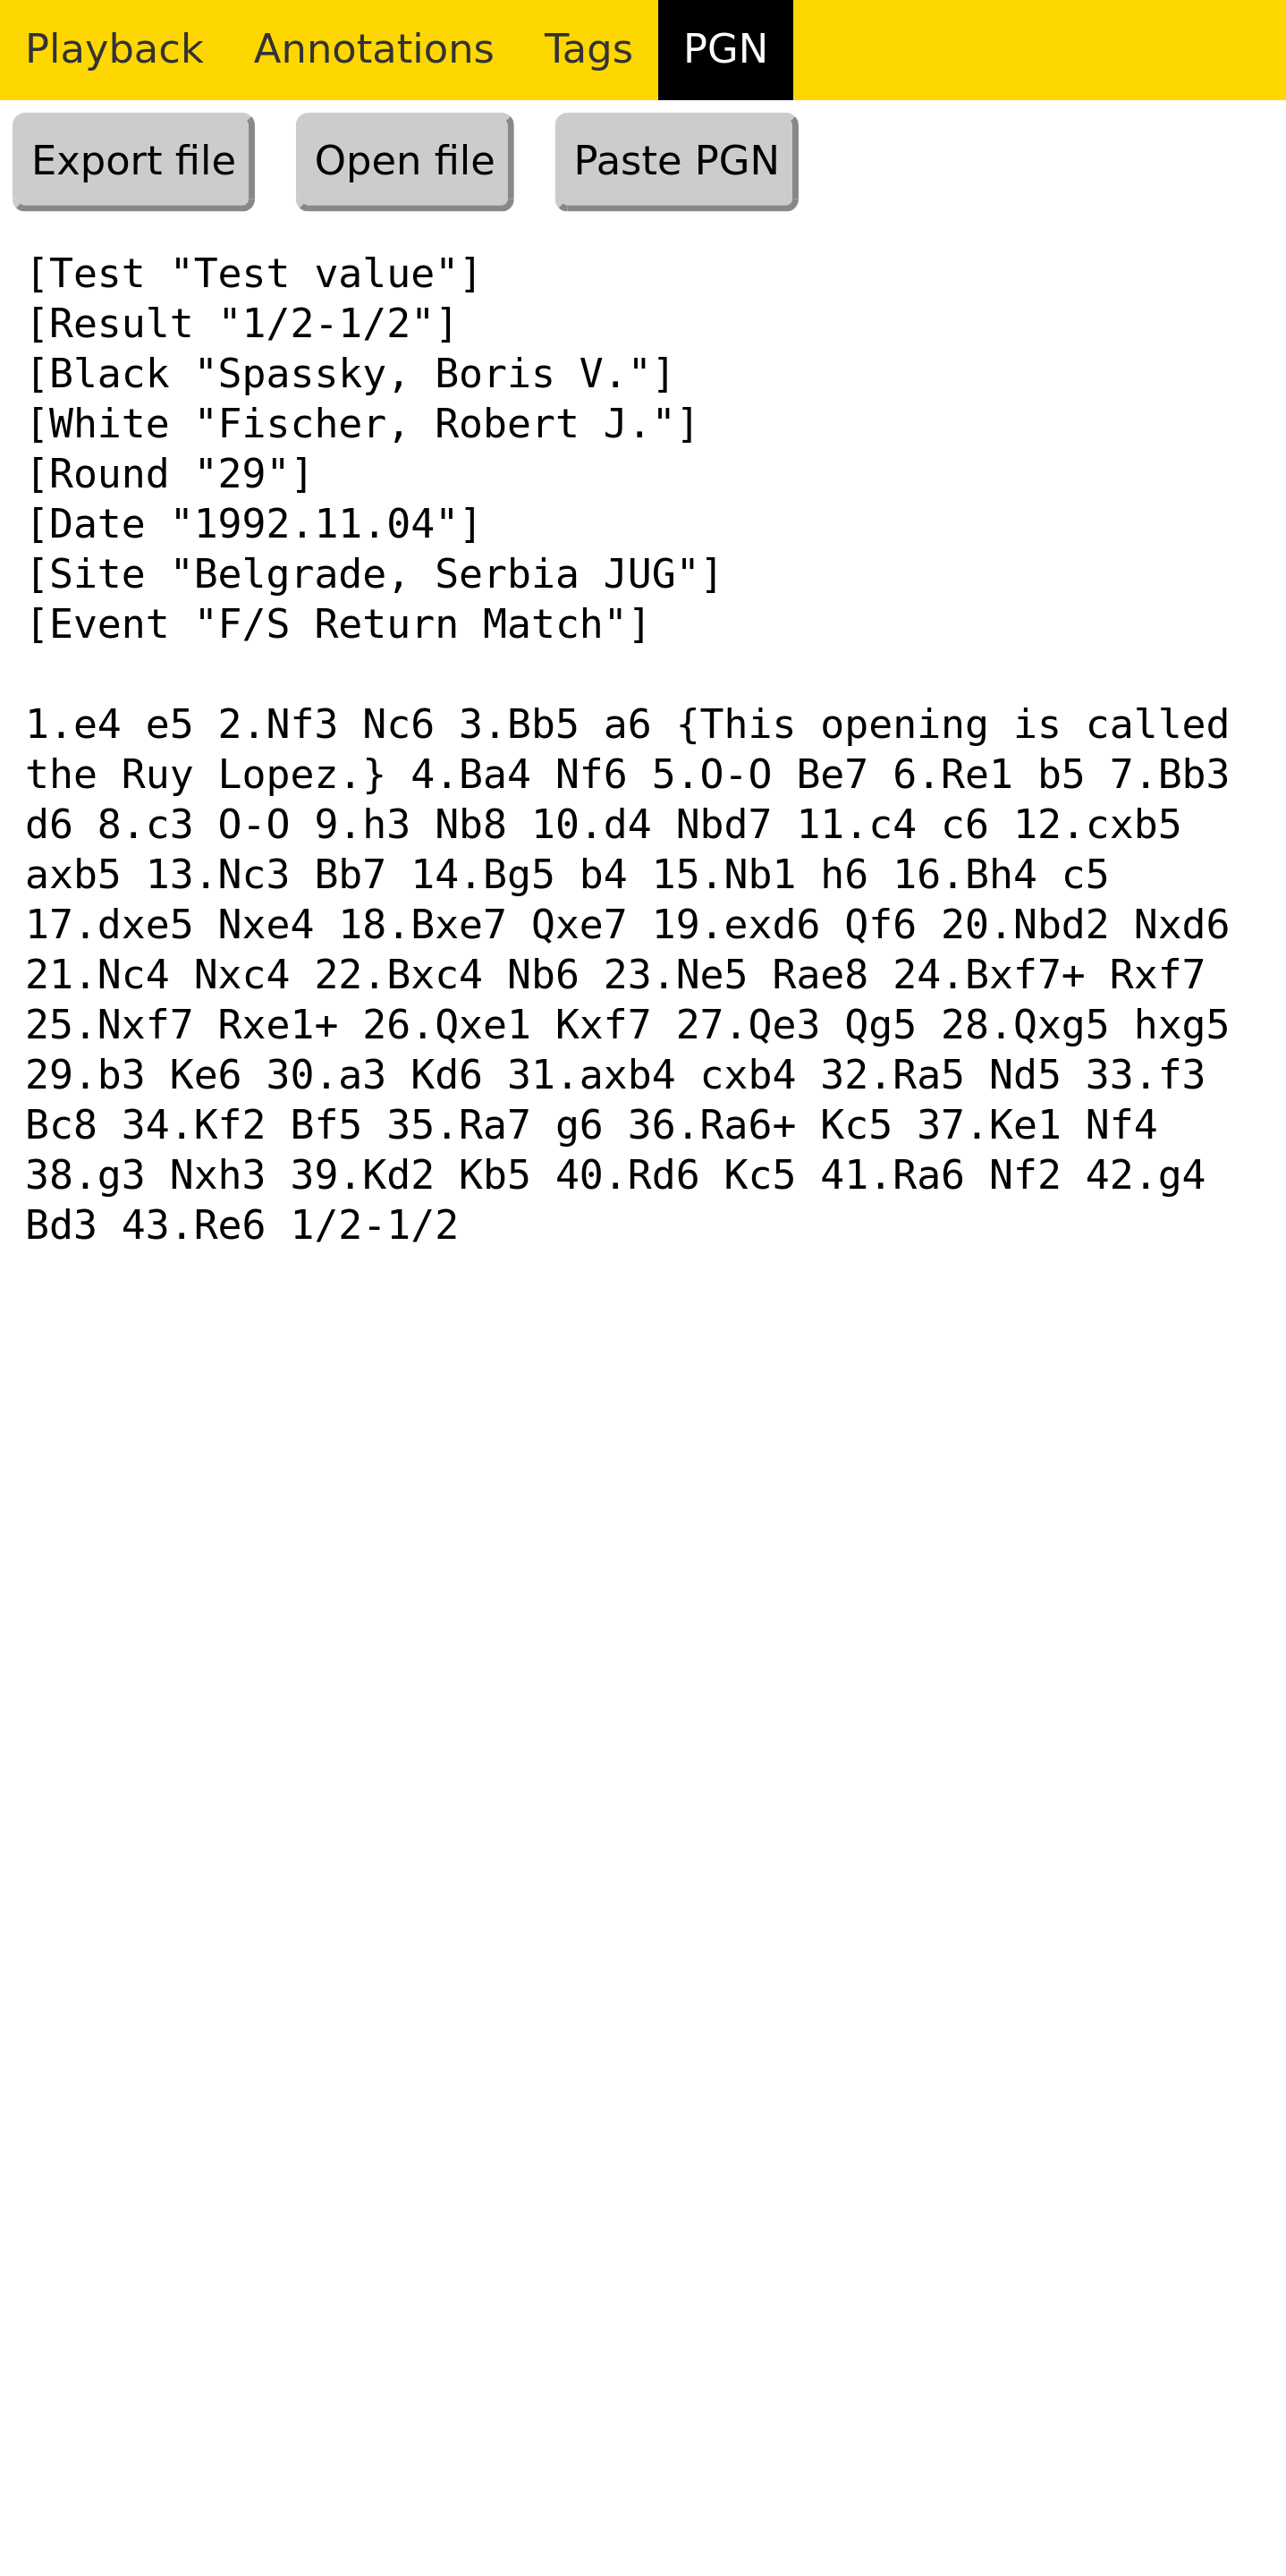 Playback Annotations Tags PGN
Export file Open file Paste PGN
[Test "Test value"]
[Result "1/2-1/2"]
[Black "Spassky, Boris V."]
[White "Fischer, Robert J."]
[Round "29"]
[Date "1992.11.04"]
[Site "Belgrade, Serbia JUG"]
[Event "F/S Return Match"]

1.e4 e5 2.Nf3 Nc6 3.Bb5 a6 {This opening is called
the Ruy Lopez.} 4.Ba4 Nf6 5.O-O Be7 6.Re1 b5 7.Bb3
d6 8.c3 O-O 9.h3 Nb8 10.d4 Nbd7 11.c4 c6 12.cxb5
axb5 13.Nc3 Bb7 14.Bg5 b4 15.Nb1 h6 16.Bh4 c5
17.dxe5 Nxe4 18.Bxe7 Qxe7 19.exd6 Qf6 20.Nbd2 Nxd6
21.Nc4 Nxc4 22.Bxc4 Nb6 23.Ne5 Rae8 24.Bxf7+ Rxf7
25.Nxf7 Rxe1+ 26.Qxe1 Kxf7 27.Qe3 Qg5 28.Qxg5 hxg5
29.b3 Ke6 30.a3 Kd6 31.axb4 cxb4 32.Ra5 Nd5 33.f3
Bc8 34.Kf2 Bf5 35.Ra7 g6 36.Ra6+ Kc5 37.Ke1 Nf4
38.g3 Nxh3 39.Kd2 Kb5 40.Rd6 Kc5 41.Ra6 Nf2 42.g4
Bd3 43.Re6 1/2-1/2